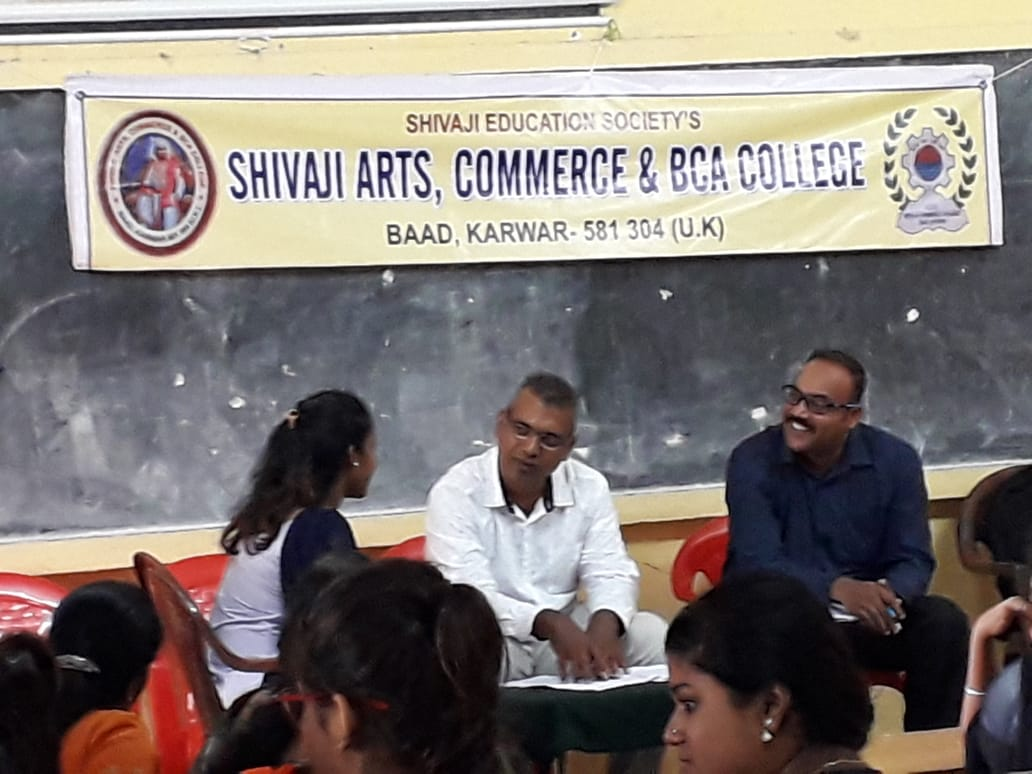 SHIVAJI EDUCATION SOCIETY'S
SHIVAJI ARTS, COMMERCE & BCA COLLEGE
BAAD, KARWAR- 581 304 (U.K)